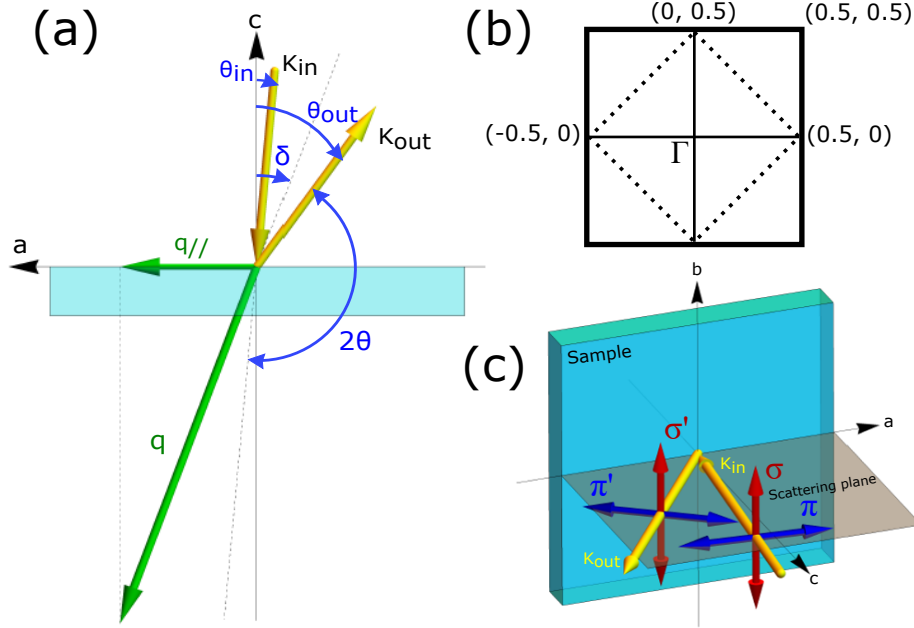 (a)
c
θin
Kin
θout
Kout
δ
a
q//
2θ
q
(b)
(0, 0.5)
(0.5, 0.5)
(-0.5, 0)
(0.5, 0)
Γ
(c)
b
Sample
a
σ'
Kin
σ
Scattering plane
π'
π
Kout
c